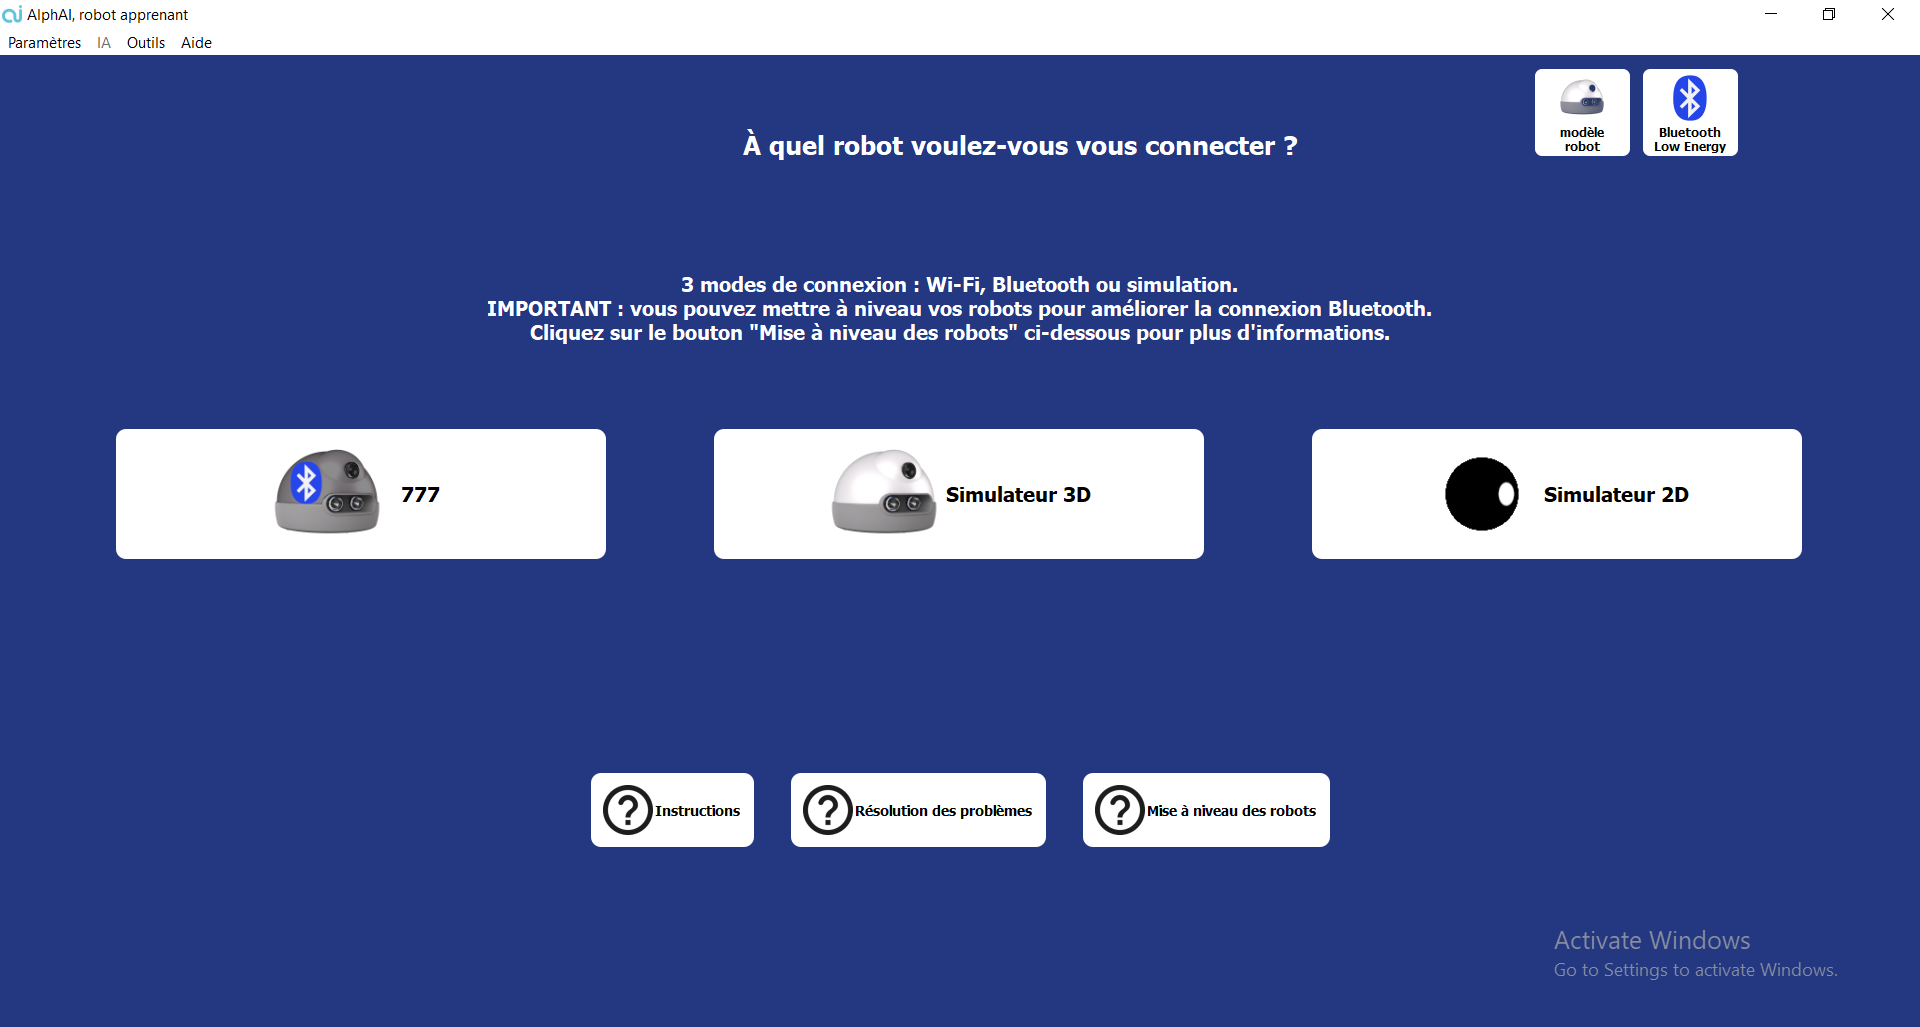 AlphAI, robot apprenant
Paramètres IA Outils Aide
modèle
robot
Bluetooth
Low Energy
À quel robot voulez-vous vous connecter ?
3 modes de connexion : Wi-Fi, Bluetooth ou simulation.
IMPORTANT : vous pouvez mettre à niveau vos robots pour améliorer la connexion Bluetooth.
Cliquez sur le bouton "Mise à niveau des robots" ci-dessous pour plus d'informations.
777
Simulateur 3D
Simulateur 2D
Instructions
Résolution des problèmes
Mise à niveau des robots
Activate Windows
Go to Settings to activate Windows.